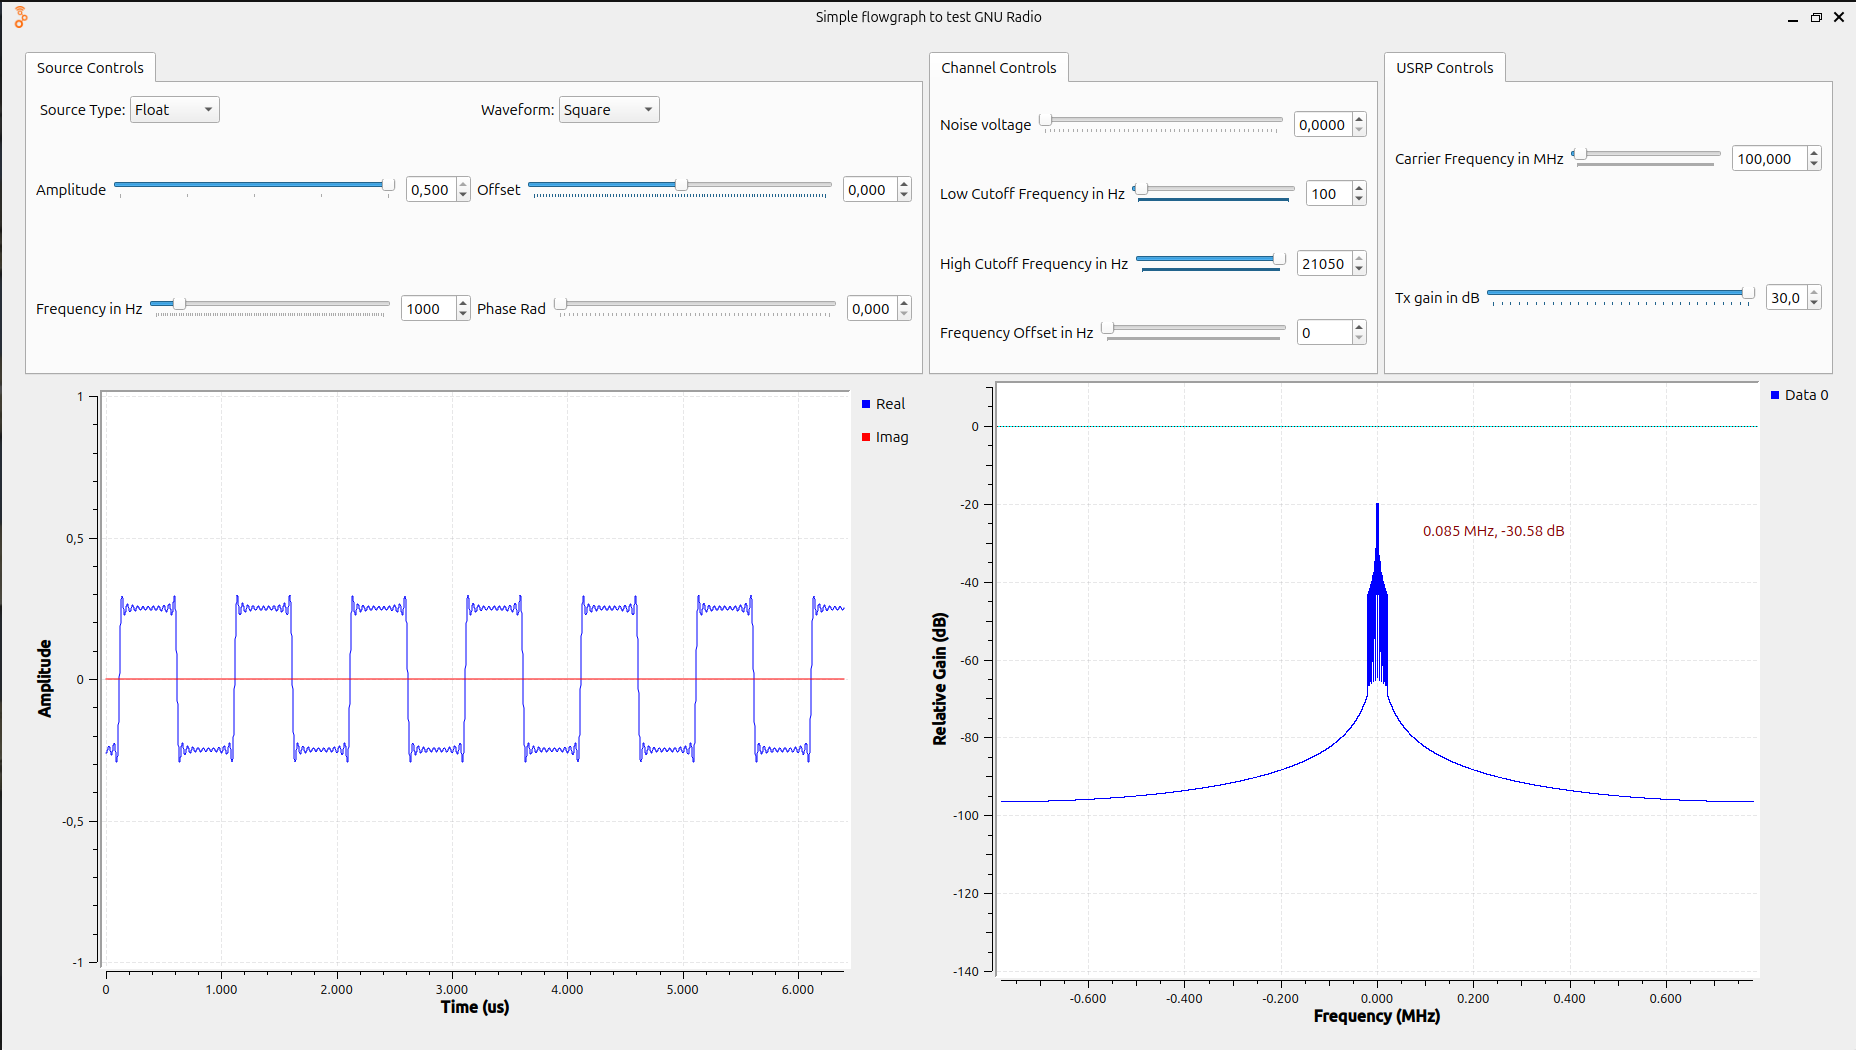 Simple flowgraph to test GNU Radio
Source Controls
Source Type: Float
Waveform: Square
Amplitude 0,500
Offset 0,000
Frequency in Hz 1000
Phase Rad 0,000
Channel Controls
Noise voltage 0,0000
Low Cutoff Frequency in Hz 100
High Cutoff Frequency in Hz 21050
Frequency Offset in Hz 0
USRP Controls
Carrier Frequency in MHz 100,000
Tx gain in dB 30,0
1
0,5
0
-0,5
-1
Amplitude
0 1.000 2.000 3.000 4.000 5.000 6.000
Time (us)
Real
Imag
0
-20
-40
-60
-80
-100
-120
-140
Relative Gain (dB)
0.085 MHz, -30.58 dB
-0.600 -0.400 -0.200 0.000 0.200 0.400 0.600
Frequency (MHz)
Data 0